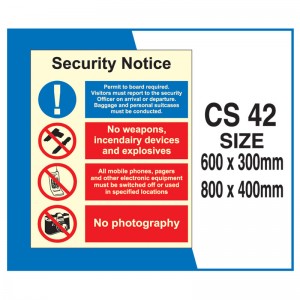 Security Notice
Permit to board required.
Visitors must report to the security
Officer on arrival or departure.
Baggage and personal suitcases
must be conducted.
No weapons,
incendairy devices
and explosives
All mobile phones, pagers
and other electronic equipment
must be switched off or used
in specified locations
No photography
CS 42
SIZE
600 x 300mm
800 x 400mm